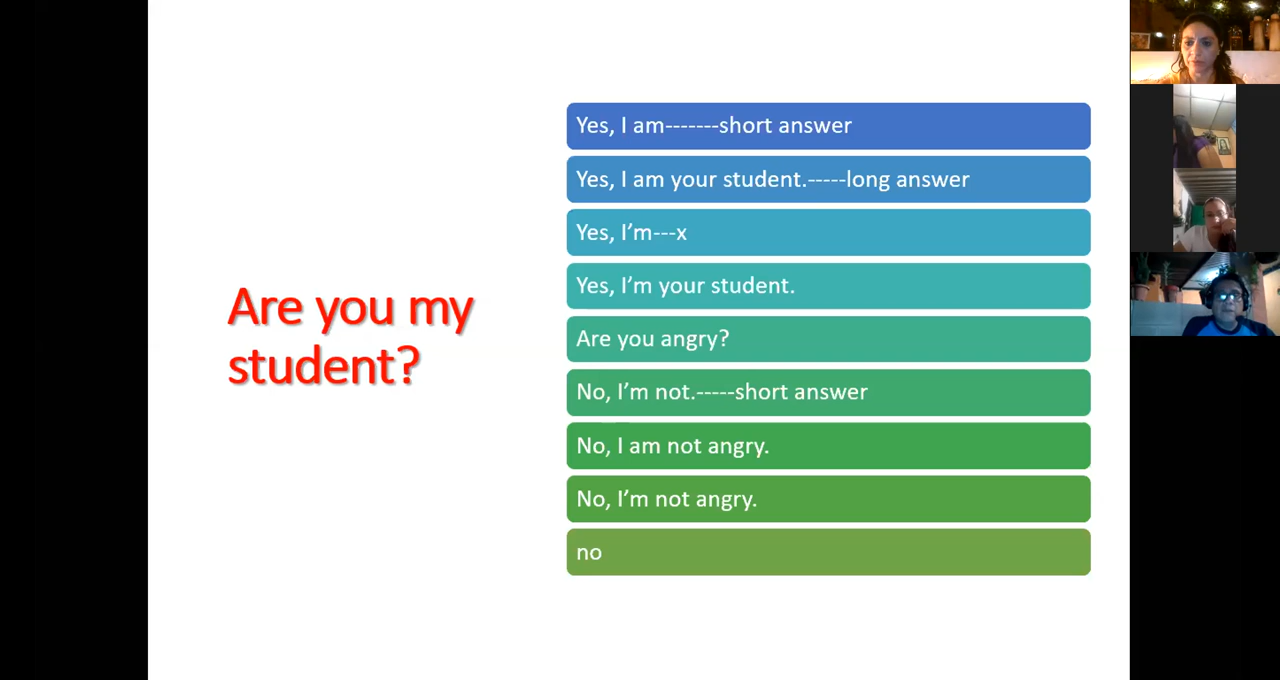 Are you my
student?
Yes, I am-------short answer
Yes, I am your student.-----long answer
Yes, I’m---x
Yes, I’m your student.
Are you angry?
No, I’m not.-----short answer
No, I am not angry.
No, I’m not angry.
no